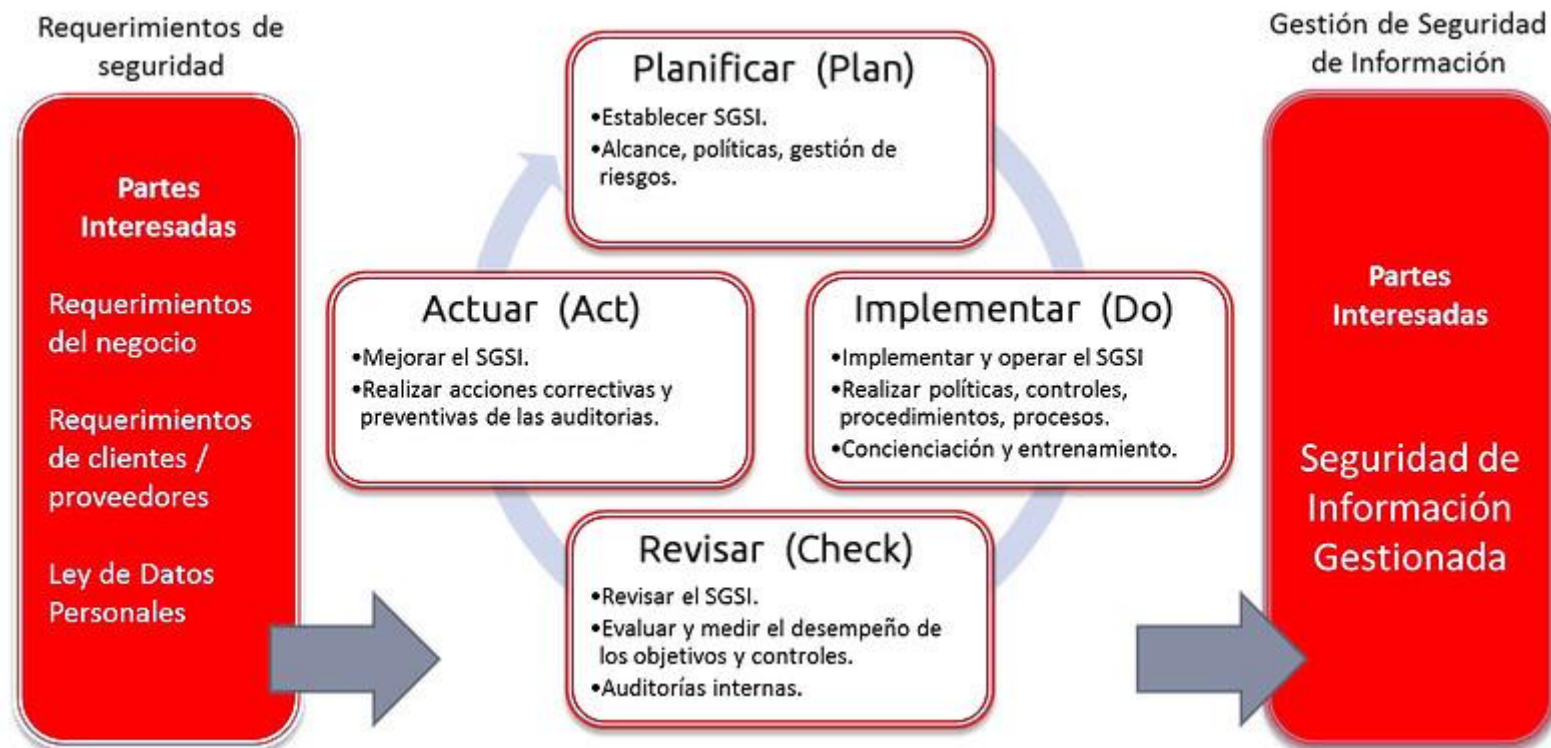 Requerimientos de
seguridad
Partes
Interesadas
Requerimientos
del negocio
Requerimientos
de clientes /
proveedores
Ley de Datos
Personales
Planificar (Plan)
•Establecer SGSI.
•Alcance, políticas, gestión de
riesgos.
Actuar (Act)
•Mejorar el SGSI.
•Realizar acciones correctivas y
preventivas de las auditorias.
Implementar (Do)
•Implementar y operar el SGSI
•Realizar políticas, controles,
procedimientos, procesos.
•Concienciación y entrenamiento.
Revisar (Check)
•Revisar el SGSI.
•Evaluar y medir el desempeño de
los objetivos y controles.
•Auditorías internas.
Gestión de Seguridad
de Información
Partes
Interesadas
Seguridad de
Información
Gestionada